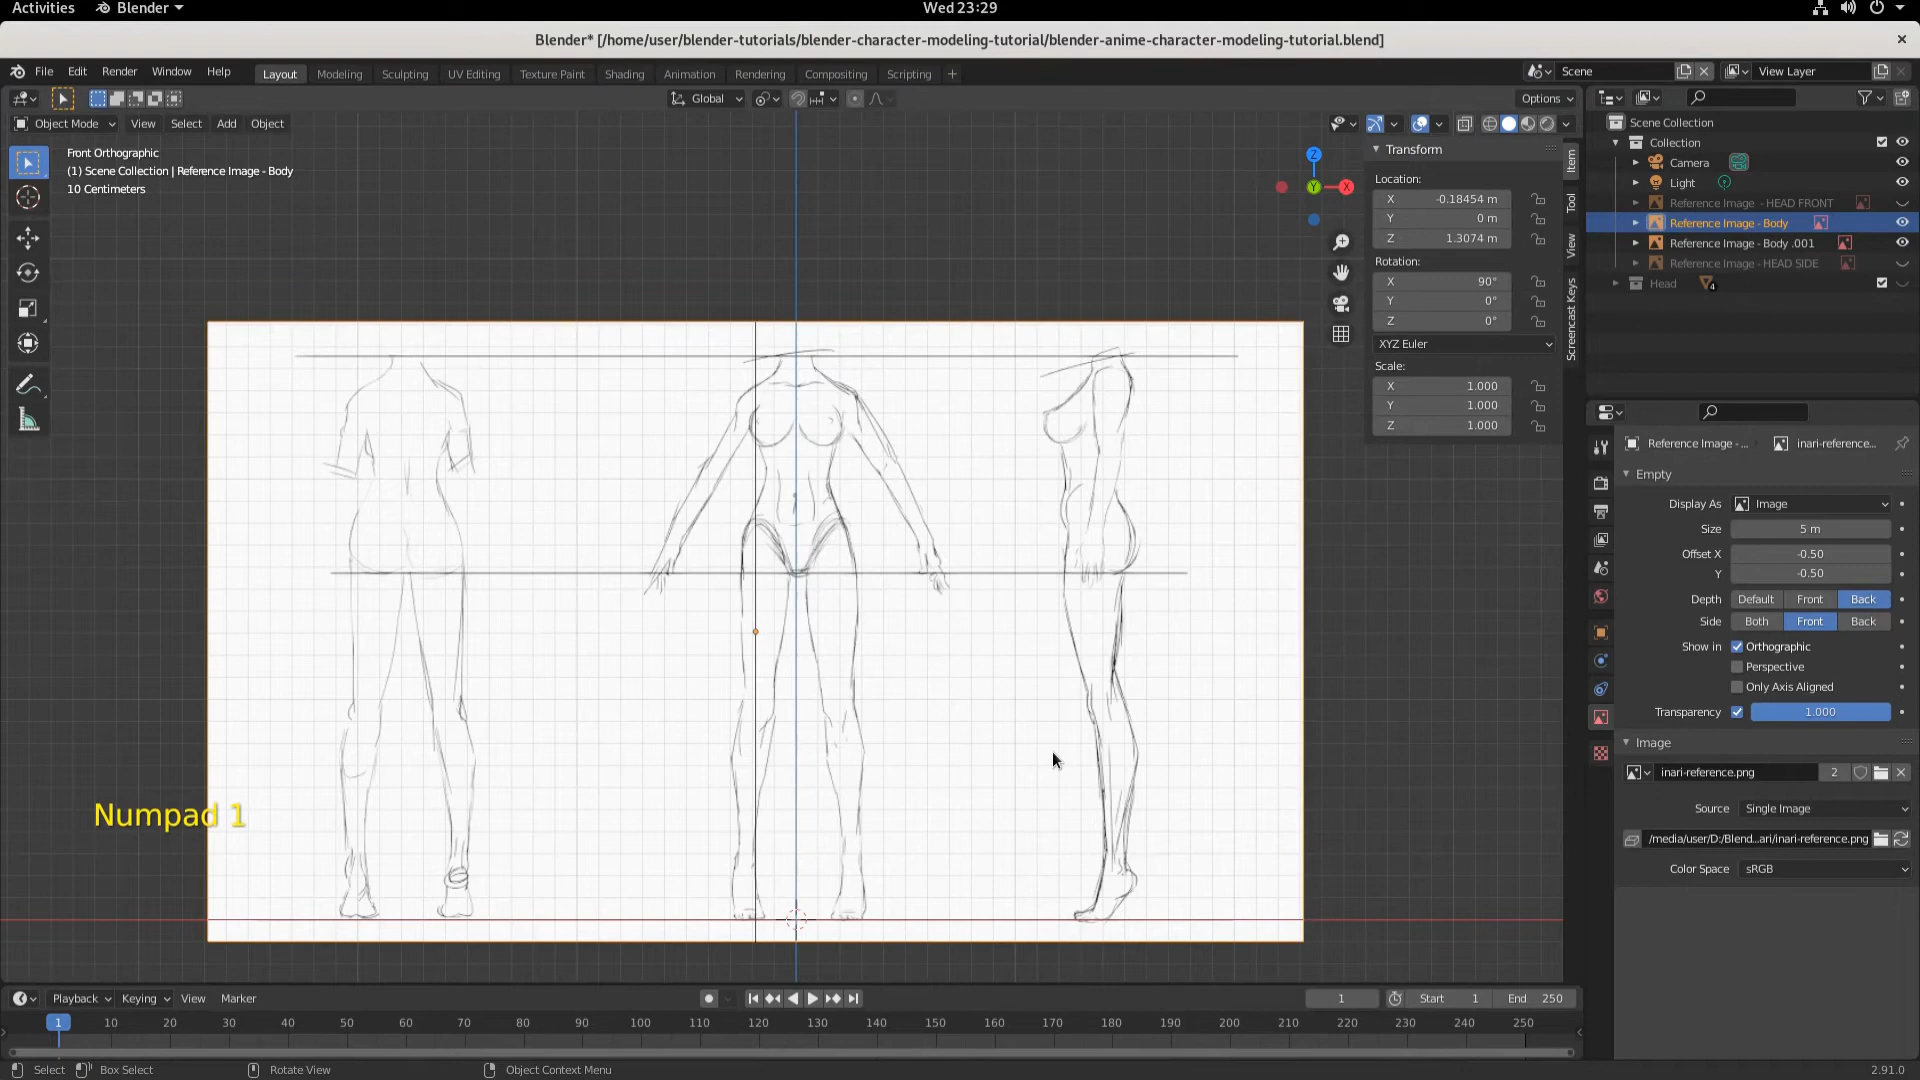 Activities Blender Wed 23:29
Blender* [/home/user/blender-tutorials/blender-character-modeling-tutorial/blender-anime-character-modeling-tutorial.blend]
File Edit Render Window Help Layout Modeling Sculpting UV Editing Texture Paint Shading Animation Rendering Compositing Scripting + Scene View Layer
Global Options
Object Mode View Select Add Object
Front Orthographic
(1) Scene Collection | Reference Image - Body
10 Centimeters
Z
Y
X
Transform
Location:
X -0.18454 m
Y 0 m
Z 1.3074 m
Rotation:
X 90°
Y 0°
Z 0°
XYZ Euler
Scale:
X 1.000
Y 1.000
Z 1.000
Item
Tool
View
Screencast Keys
Scene Collection
Collection
Camera
Light
Reference Image - HEAD FRONT
Reference Image - Body
Reference Image - Body .001
Reference Image - HEAD SIDE
Head 4
Reference Image - ... inari-reference...
Empty
Display As Image
Size 5 m
Offset X -0.50
Y -0.50
Depth Default Front Back
Side Both Front Back
Show in Orthographic
Perspective
Only Axis Aligned
Transparency 1.000
Image
inari-reference.png 2
Source Single Image
/media/user/D:/Blend...ari/inari-reference.png
Color Space sRGB
Numpad 1
Playback Keying View Marker 1 Start 1 End 250
1 10 20 30 40 50 60 70 80 90 100 110 120 130 140 150 160 170 180 190 200 210 220 230 240 250
Select Box Select Rotate View Object Context Menu 2.91.0